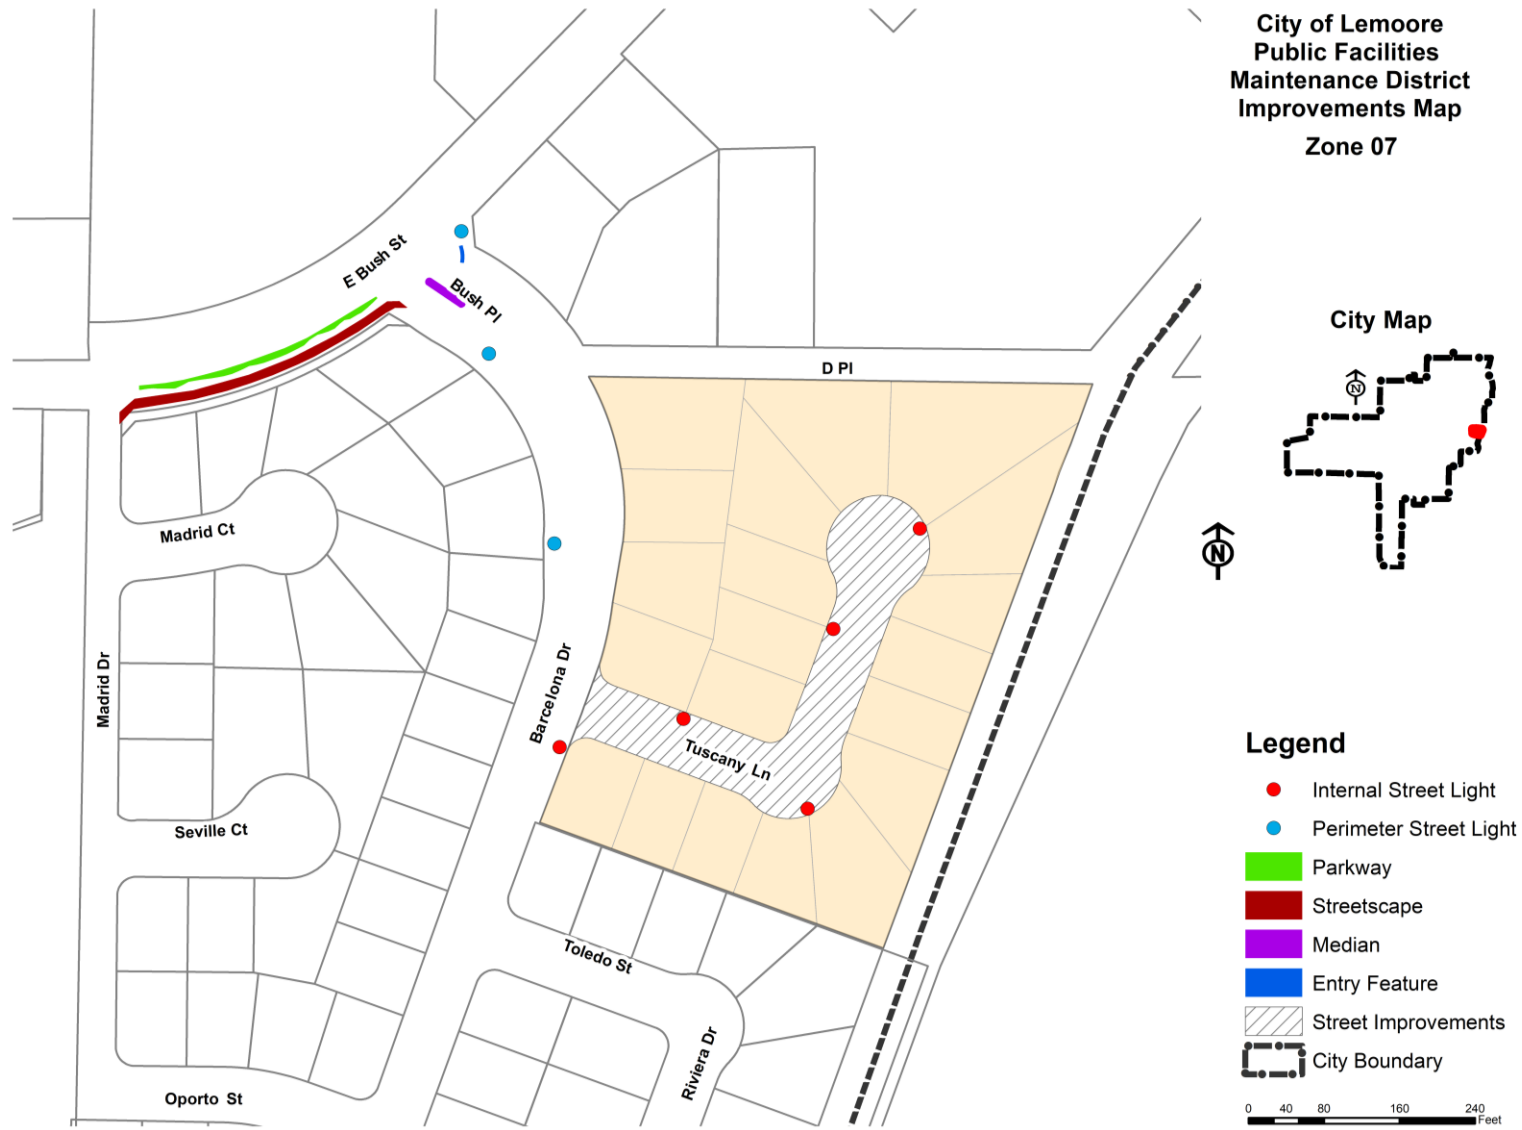 City of Lemoore
Public Facilities
Maintenance District
Improvements Map
Zone 07
E Bush St
Bush Pl
D Pl
City Map
N
Madrid Ct
N
Madrid Dr
Barcelona Dr
Tuscany Ln
Seville Ct
Toledo St
Riviera Dr
Oporto St
Legend
Internal Street Light
Perimeter Street Light
Parkway
Streetscape
Median
Entry Feature
Street Improvements
City Boundary
0 40 80 160 240
Feet